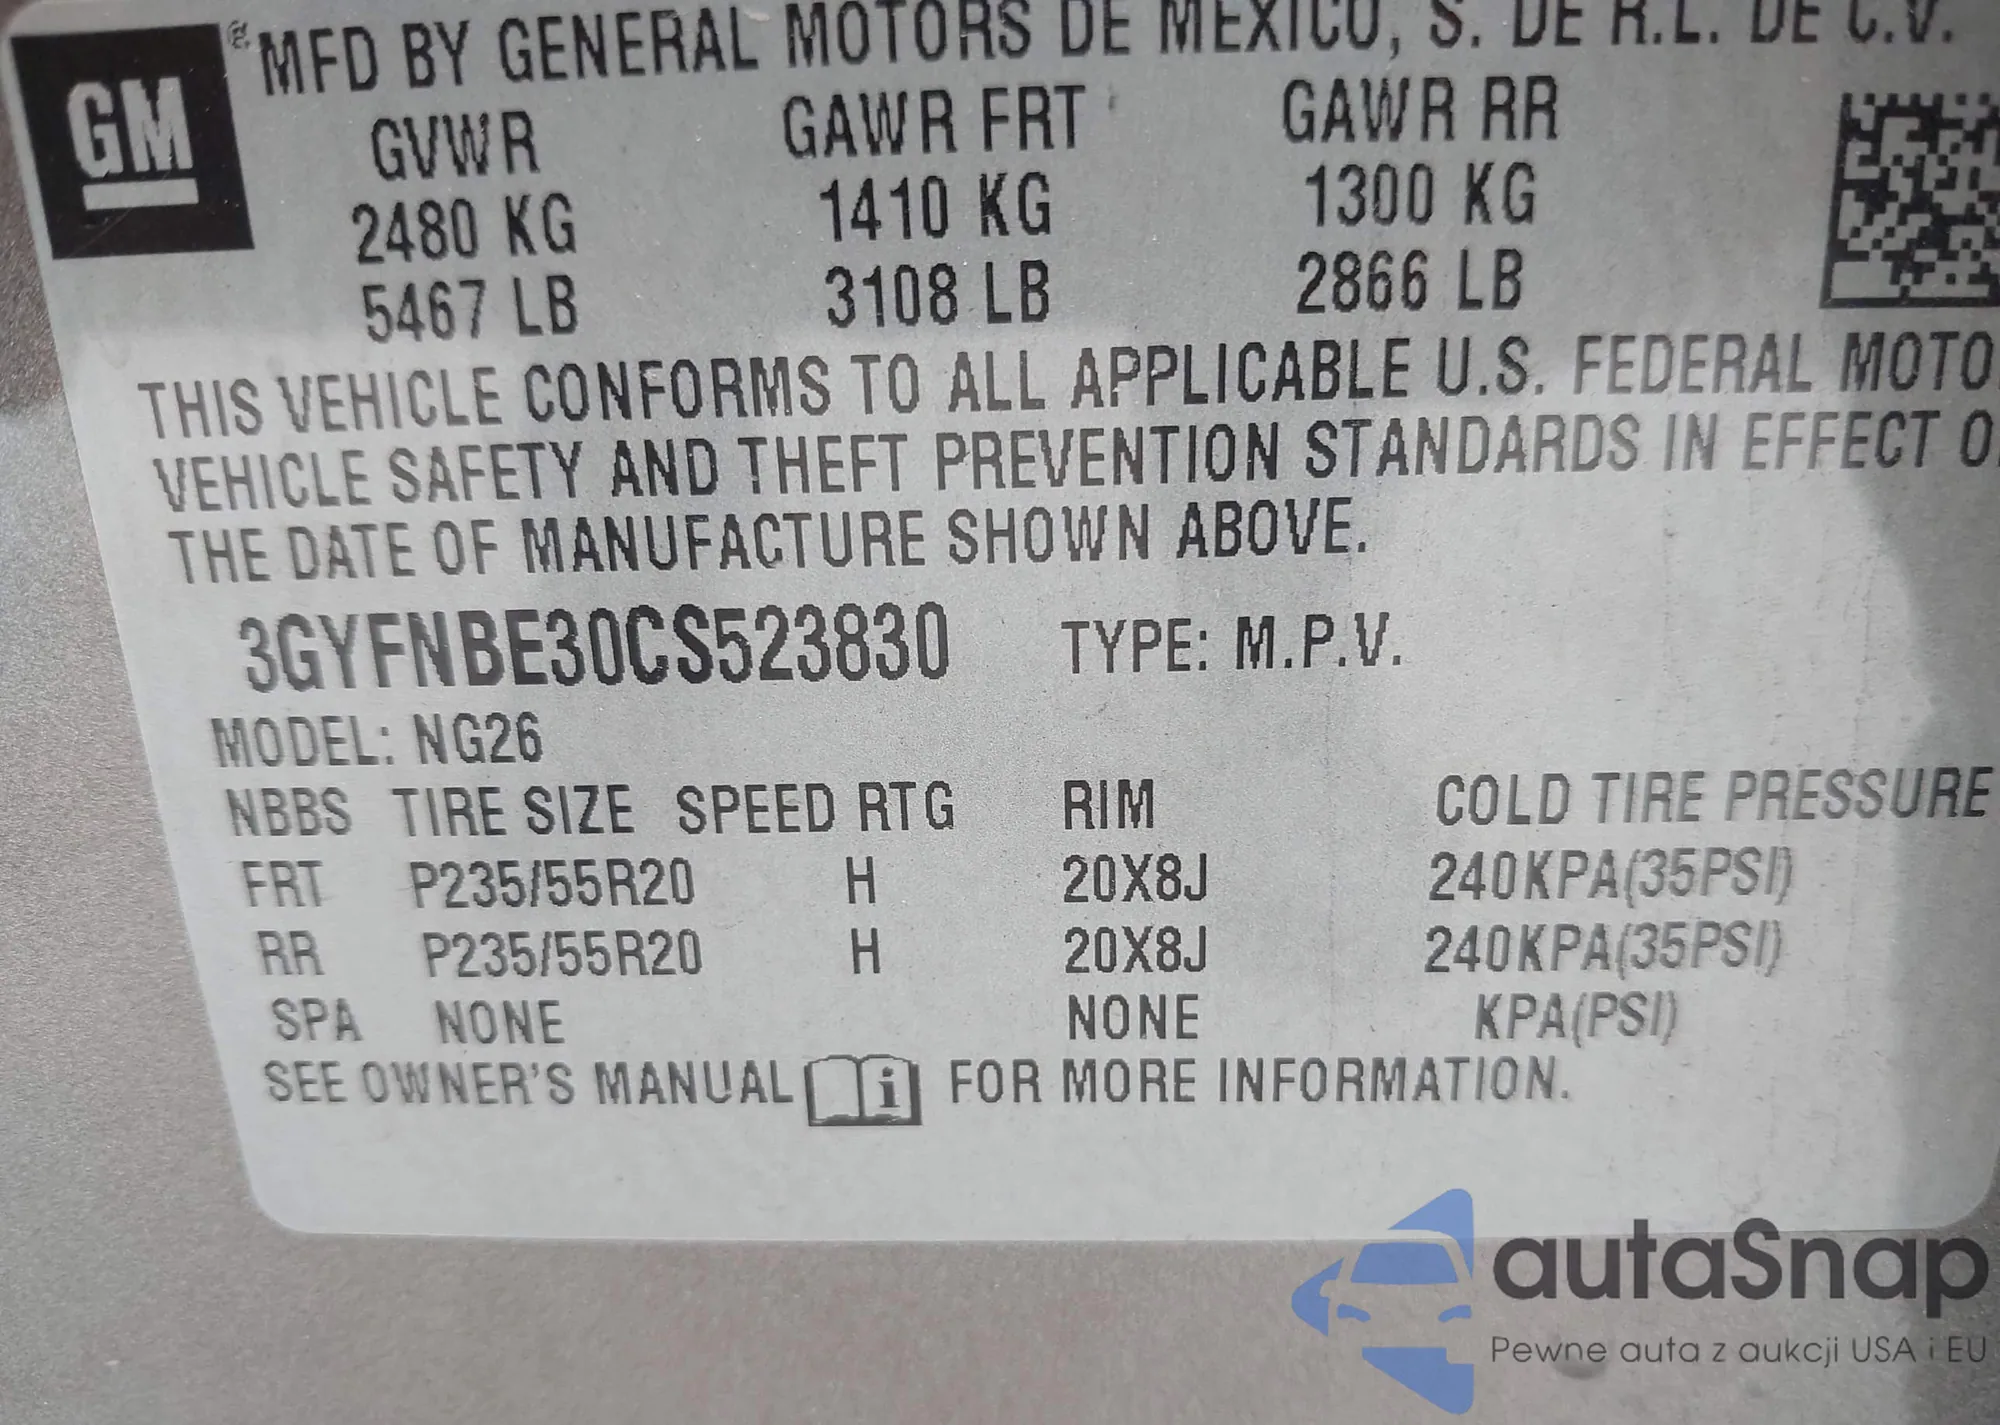 GM
MFD BY GENERAL MOTORS DE MEXICO, S. DE R.L. DE C.V.
GVWR GAWR FRT GAWR RR
2480 KG 1410 KG 1300 KG
5467 LB 3108 LB 2866 LB
THIS VEHICLE CONFORMS TO ALL APPLICABLE U.S. FEDERAL MOTO
VEHICLE SAFETY AND THEFT PREVENTION STANDARDS IN EFFECT O
THE DATE OF MANUFACTURE SHOWN ABOVE.
3GYFNBE30CS523830 TYPE: M.P.V.
MODEL: NG26
NBBS TIRE SIZE SPEED RTG RIM COLD TIRE PRESSURE
FRT P235/55R20 H 20X8J 240KPA(35PSI)
RR P235/55R20 H 20X8J 240KPA(35PSI)
SPA NONE NONE KPA(PSI)
SEE OWNER'S MANUAL i FOR MORE INFORMATION.
autaSnap
Pewne auta z aukcji USA i EU